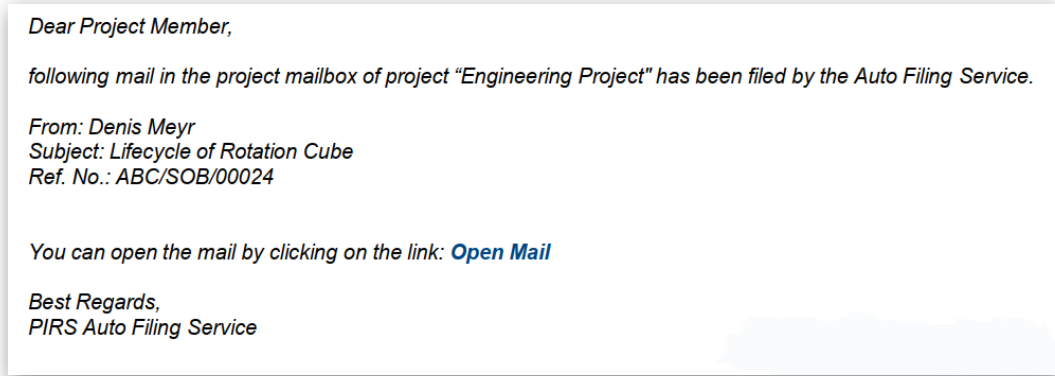 Dear Project Member,
following mail in the project mailbox of project “Engineering Project" has been filed by the Auto Filing Service.
From: Denis Meyr
Subject: Lifecycle of Rotation Cube
Ref. No.: ABC/SOB/00024
You can open the mail by clicking on the link: Open Mail
Best Regards,
PIRS Auto Filing Service